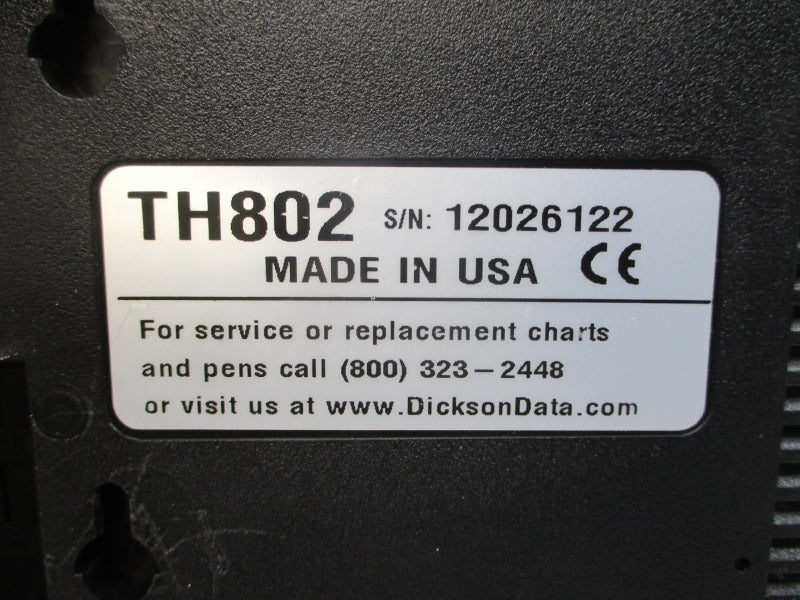 TH802 S/N: 12026122
MADE IN USA CE
For service or replacement charts
and pens call (800) 323-2448
or visit us at www.DicksonData.com